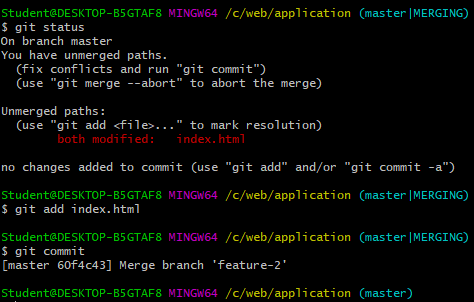 Student@DESKTOP-B5GTAF8 MINGW64 /c/web/application (master|MERGING)
$ git status
On branch master
You have unmerged paths.
  (fix conflicts and run "git commit")
  (use "git merge --abort" to abort the merge)

Unmerged paths:
  (use "git add <file>..." to mark resolution)
        both modified:   index.html

no changes added to commit (use "git add" and/or "git commit -a")

Student@DESKTOP-B5GTAF8 MINGW64 /c/web/application (master|MERGING)
$ git add index.html

Student@DESKTOP-B5GTAF8 MINGW64 /c/web/application (master|MERGING)
$ git commit
[master 60f4c43] Merge branch 'feature-2'

Student@DESKTOP-B5GTAF8 MINGW64 /c/web/application (master)